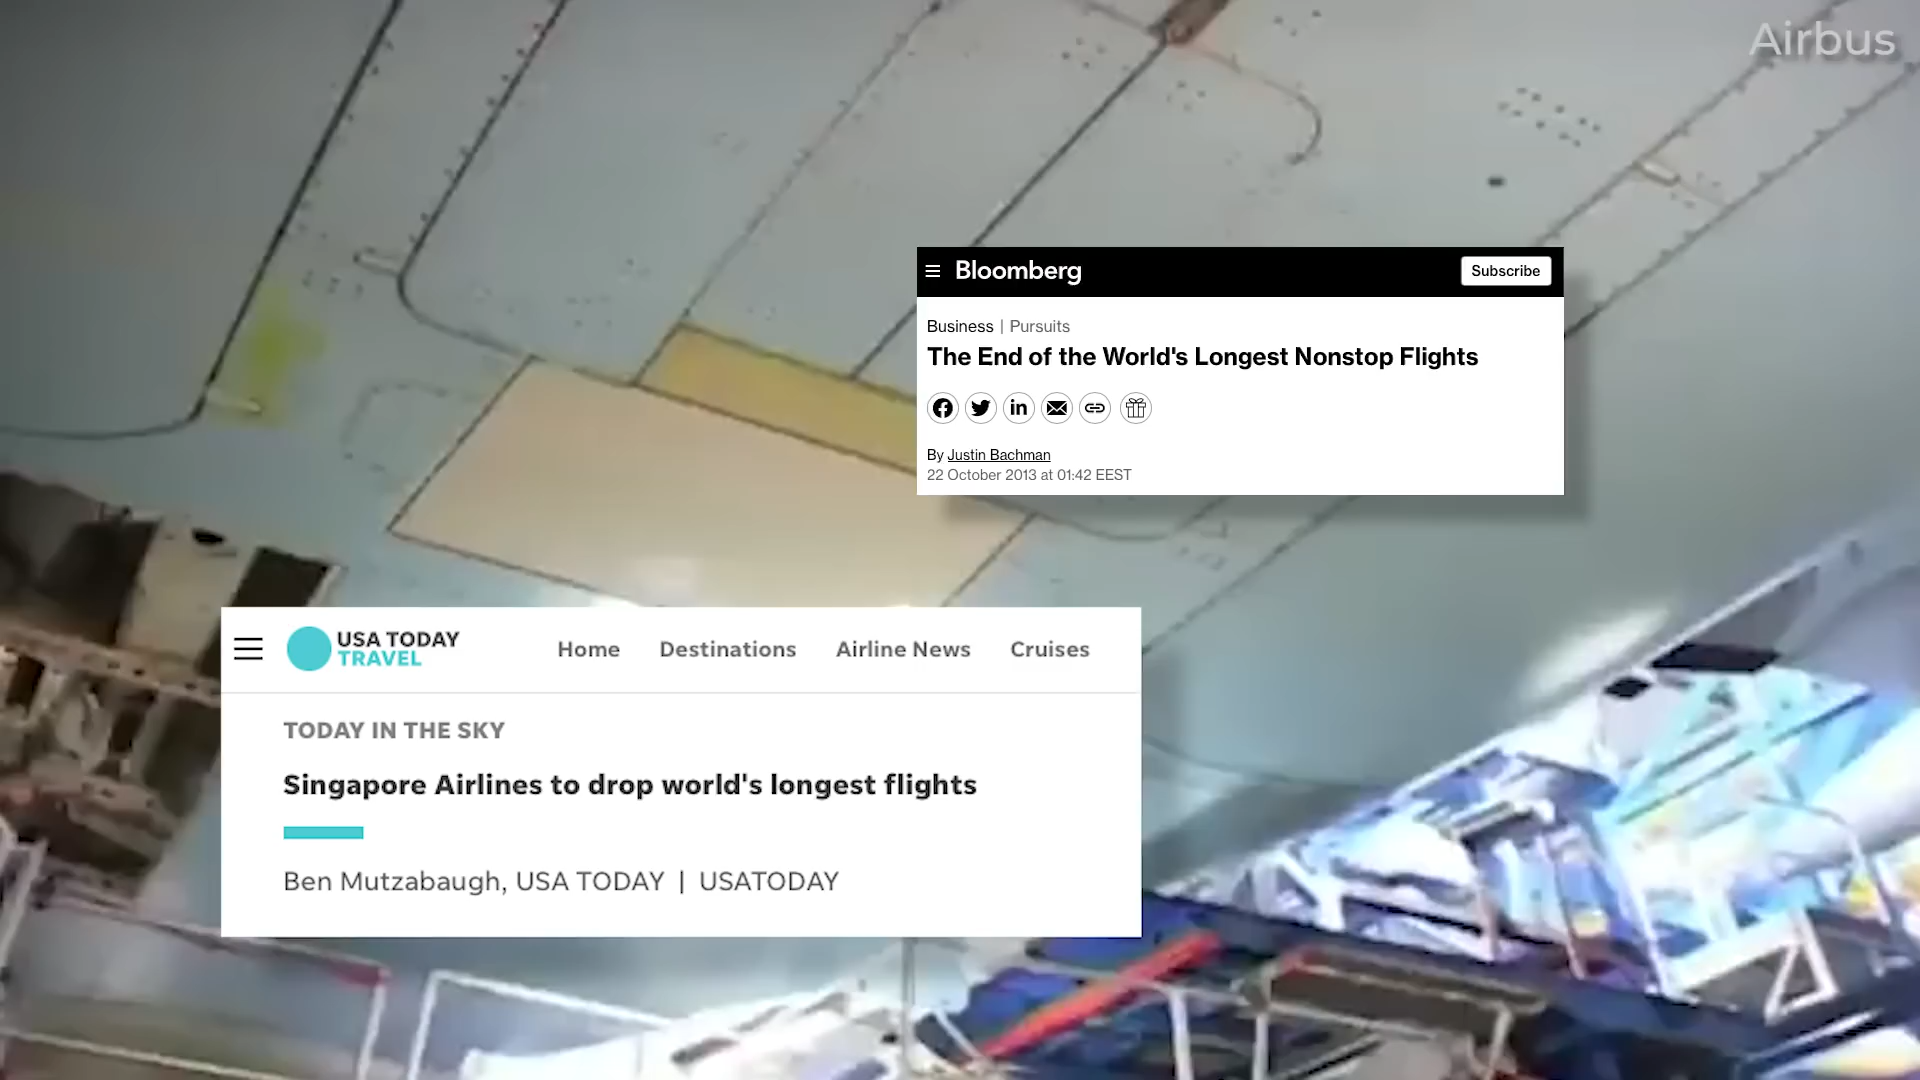 Airbus
Bloomberg
Subscribe
Business | Pursuits
The End of the World's Longest Nonstop Flights
By Justin Bachman
22 October 2013 at 01:42 EEST
USA TODAY
TRAVEL
Home Destinations Airline News Cruises
TODAY IN THE SKY
Singapore Airlines to drop world's longest flights
Ben Mutzabaugh, USA TODAY | USATODAY